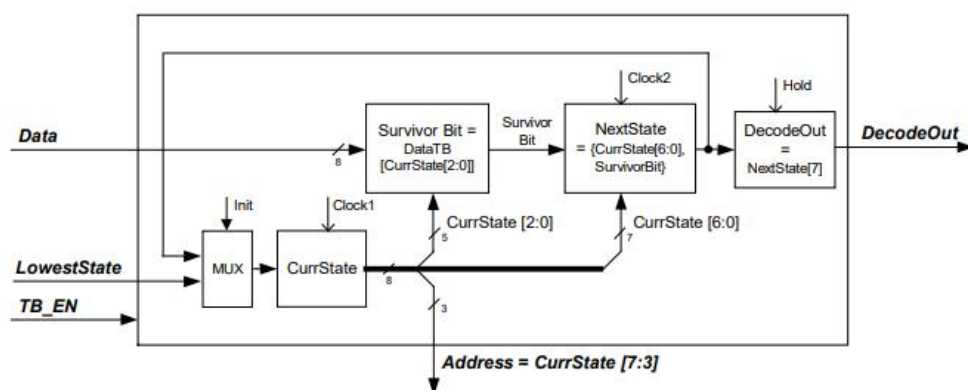 Clock2
Hold
Data
8
Survivor Bit =
DataTB
[CurrState[2:0]]
Survivor
Bit
NextState
= {CurrState[6:0],
SurvivorBit}
DecodeOut
=
NextState[7]
DecodeOut
Init
Clock1
CurrState [2:0]
5
CurrState [6:0]
7
LowestState
MUX
CurrState
8
TB_EN
3
Address = CurrState [7:3]